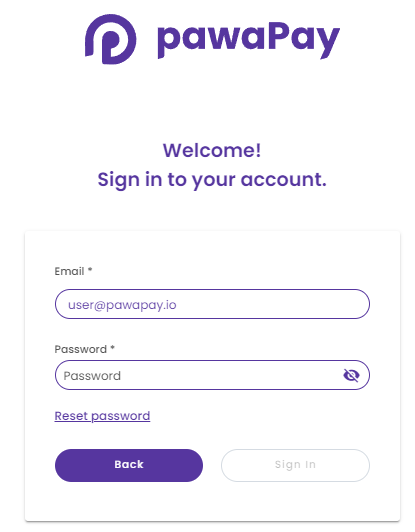 pawaPay
Welcome!
Sign in to your account.
Email *
user@pawapay.io
Password *
Password
Reset password
Back
Sign In